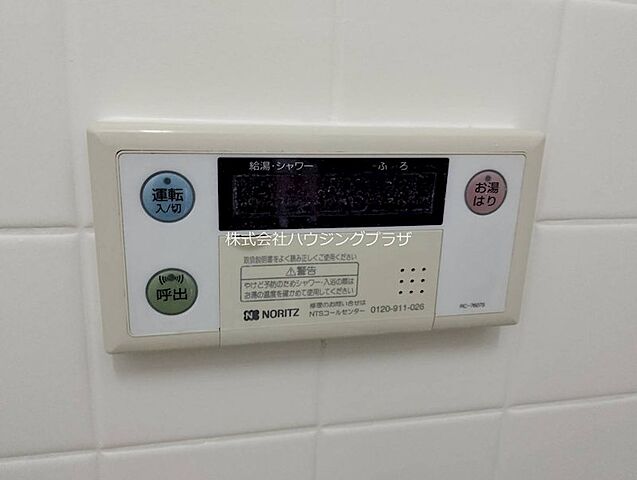 給湯・シャワー
ふろ
運転
入/切
お湯
はり
株式会社ハウジングプラザ
取扱説明書をよく読み正しくご使用ください
⚠警告
やけど予防のためシャワー・入浴の際は
お湯の温度を確かめて使用してください
呼出
NORITZ
修理のお問い合せは
NTSコールセンター 0120-911-026